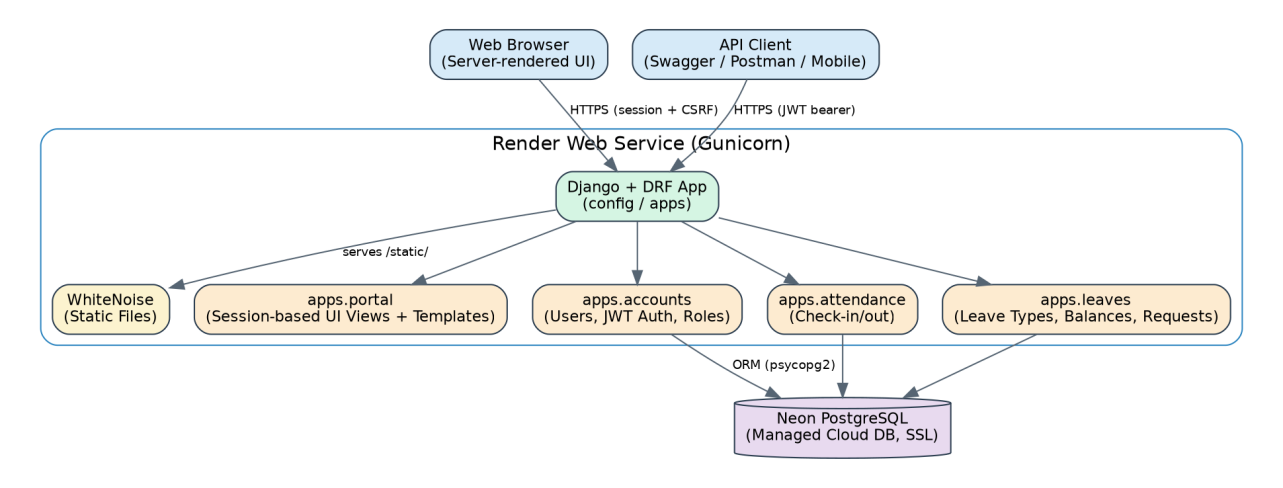 Web Browser
(Server-rendered UI)
API Client
(Swagger / Postman / Mobile)
HTTPS (session + CSRF)
HTTPS (JWT bearer)
Render Web Service (Gunicorn)
Django + DRF App
(config / apps)
serves /static/
WhiteNoise
(Static Files)
apps.portal
(Session-based UI Views + Templates)
apps.accounts
(Users, JWT Auth, Roles)
apps.attendance
(Check-in/out)
apps.leaves
(Leave Types, Balances, Requests)
ORM (psycopg2)
Neon PostgreSQL
(Managed Cloud DB, SSL)